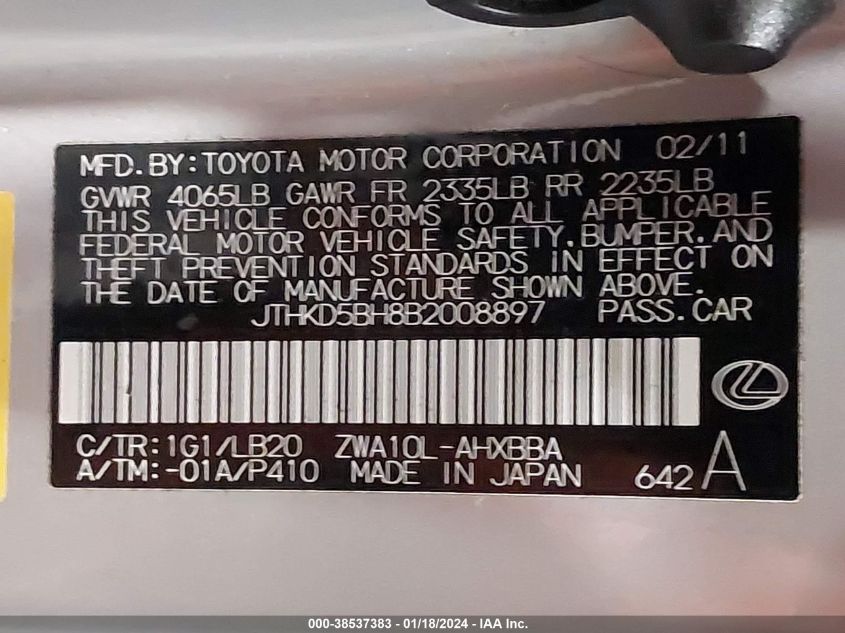 MFD.BY:TOYOTA MOTOR CORPORATION 02/11
GVWR 4065LB GAWR FR 2335LB RR 2235LB
THIS VEHICLE CONFORMS TO ALL APPLICABLE
FEDERAL MOTOR VEHICLE SAFETY,BUMPER,AND
THEFT PREVENTION STANDARDS IN EFFECT ON
THE DATE OF MANUFACTURE SHOWN ABOVE.
JTHKD5BH8B2008897 PASS.CAR
C/TR:1G1/LB20 ZWA10L-AHXBBA
A/TM:-01A/P410 MADE IN JAPAN 642 A
000-38537383 - 01/18/2024 - IAA Inc.